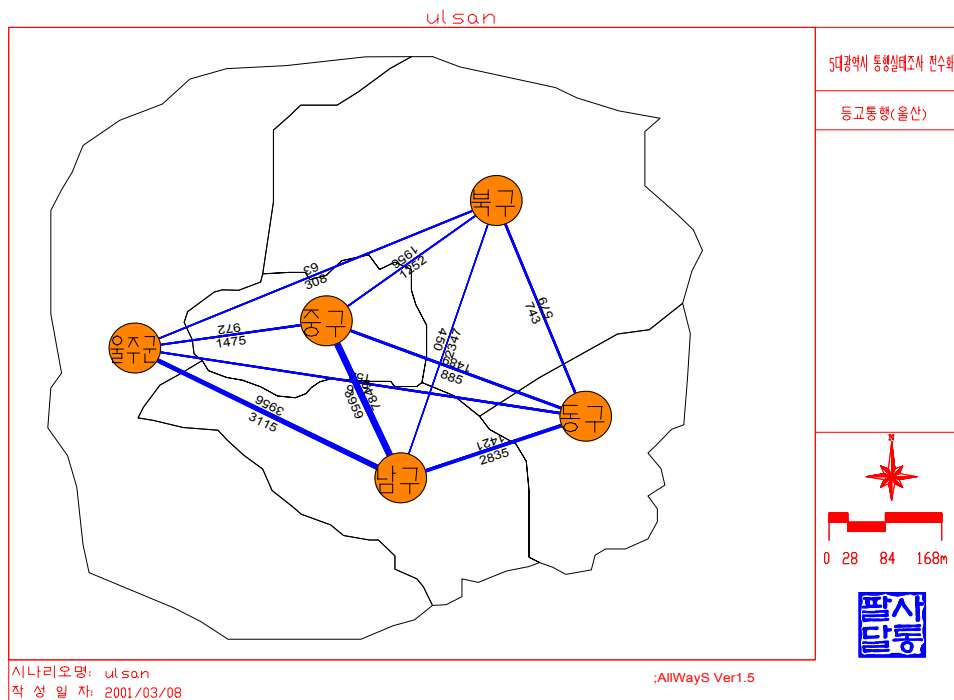 ulsan
5대광역시 통행실태조사 전수화
등교통행(울산)
북구
63
308
1956
1252
중구
972
1475
울주군
579
743
450
2347
1489
885
8959
동구
3956
3115
1421
2835
남구
N
0 28 84 168m
팔사
달통
시나리오명: ulsan
작 성 일 자: 2001/03/08
;AllWayS Ver1.5